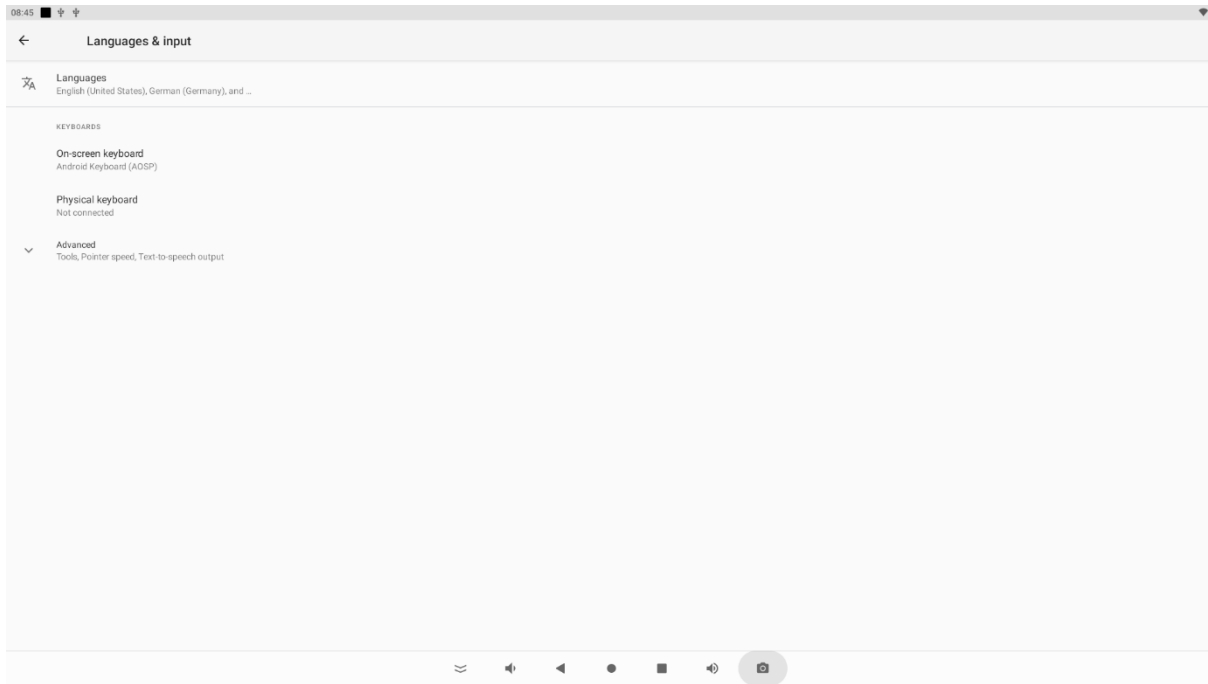 08:45
Languages & input
Languages
English (United States), German (Germany), and ...
KEYBOARDS
On-screen keyboard
Android Keyboard (AOSP)
Physical keyboard
Not connected
Advanced
Tools, Pointer speed, Text-to-speech output